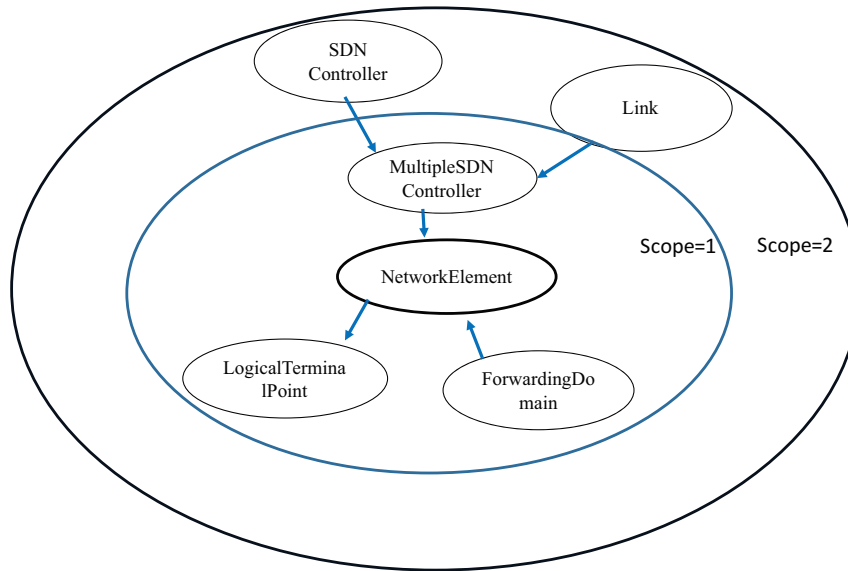 SDN
Controller
Link
MultipleSDN
Controller
Scope=1
Scope=2
NetworkElement
LogicalTermina
lPoint
ForwardingDo
main